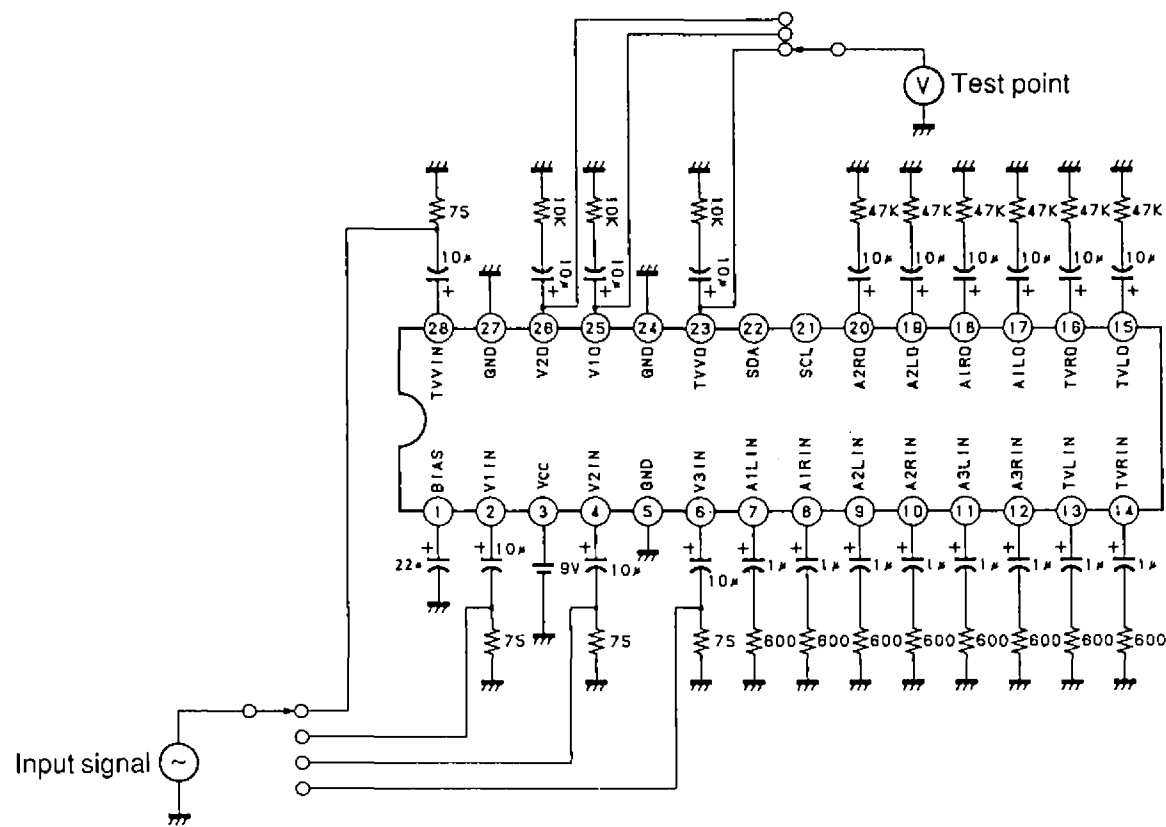 Test point
75
10K
10K
10K
47K
47K
47K
47K
47K
47K
10μ
10μ
10μ
10μ
10μ
10μ
10μ
10μ
10μ
10μ
+ + + + + + + + + +
28 27 26 25 24 23 22 21 20 19 18 17 16 15
TVVIN GND V2O V1O GND TVVO SDA SCL A2RO A2LO A1RO A1LO TVRO TVLO
BIAS V1IN VCC V2IN GND V3IN A1LIN A1RIN A2LIN A2RIN A3LIN A3RIN TVLIN TVRIN
1 2 3 4 5 6 7 8 9 10 11 12 13 14
+ + + + + + + + + + + +
22μ 10μ 9V 10μ 10μ 1μ 1μ 1μ 1μ 1μ 1μ 1μ 1μ
75 75 75 600 600 600 600 600 600 600 600
Input signal
~
V